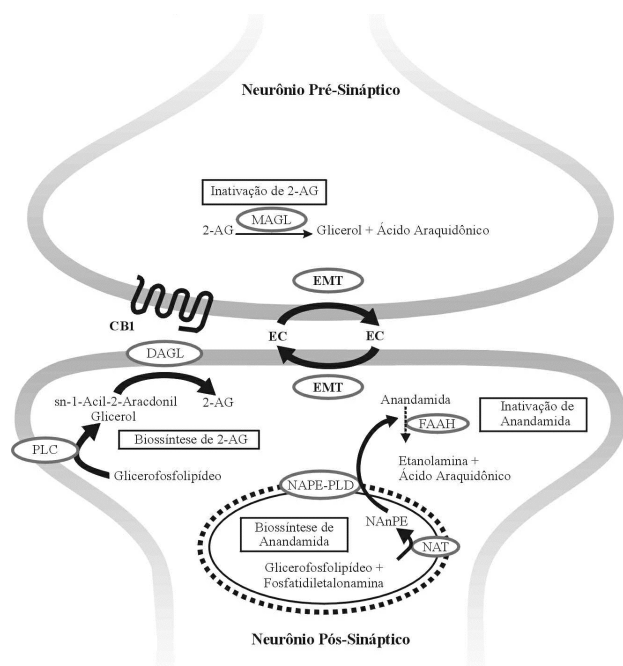 Neurônio Pré-Sináptico
Inativação de 2-AG
MAGL
2-AG
Glicerol + Ácido Araquidônico
EMT
CB1
EC
EC
DAGL
EMT
sn-1-Acil-2-Aracdonil
Glicerol
2-AG
Anandamida
FAAH
Inativação de
Anandamida
Biossíntese de 2-AG
PLC
Glicerofosfolipídeo
Etanolamina +
Ácido Araquidônico
NAPE-PLD
Biossíntese de
Anandamida
NAnPE
NAT
Glicerofosfolipídeo +
Fosfatidiletalonamina
Neurônio Pós-Sináptico